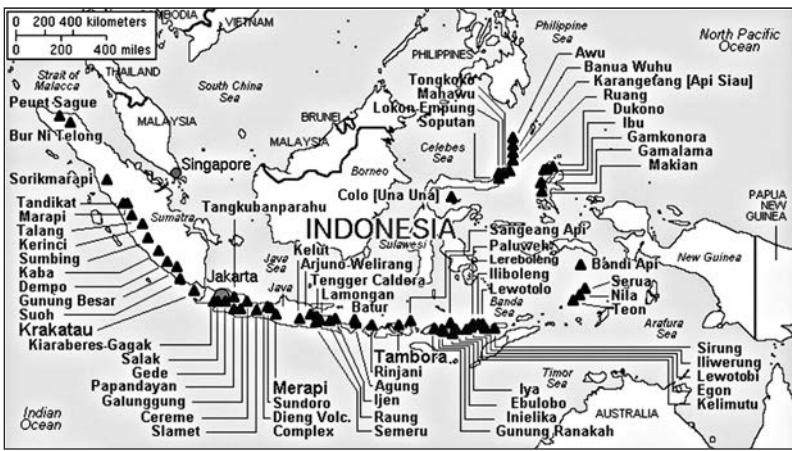 0 200 400 kilometers
0 200 400 miles
CAMBODIA
VIETNAM
THAILAND
Strait of
Malacca
South China
Sea
MALAYSIA
Singapore
PHILIPPINES
Philippine
Sea
North Pacific
Ocean
BRUNEI
MALAYSIA
Borneo
Celebes
Sea
Peuet Sague
Bur Ni Telong
Sorikmarapi
Tandikat
Marapi
Talang
Kerinci
Sumbing
Kaba
Dempo
Gunung Besar
Suoh
Krakatau
Kiaraberes Gagak
Salak
Gede
Papandayan
Galunggung
Cereme
Slamet
Sumatra
Tangkubanparahu
Jakarta
Java
Sea
Java
INDONESIA
Sulawesi
Colo [Una Una]
Tongkoko
Mahawu
Lokon Empung
Soputan
Awu
Banua Wuhu
Karangetang [Api Siau]
Ruang
Dukono
Ibu
Gamkonora
Gamalama
Makian
Kelut
Arjuno Welirang
Tengger Caldora
Lamongan
Batur
Merapi
Sundoro
Dieng Volc.
Complex
Tambora
Rinjani
Agung
Ijen
Raung
Semeru
Sangeang Api
Paluweh
Lereboleng
Iliboleng
Lewotolo
Banda
Sea
Bandi Api
Serua
Nila
Teon
New Guinea
PAPUA
NEW
GUINEA
Arafura
Sea
Sirung
Iliwerung
Lewotobi
Egon
Kelimutu
Iya
Ebulobo
Inielika
Gunung Ranakah
Timor
Sea
AUSTRALIA
Indian
Ocean